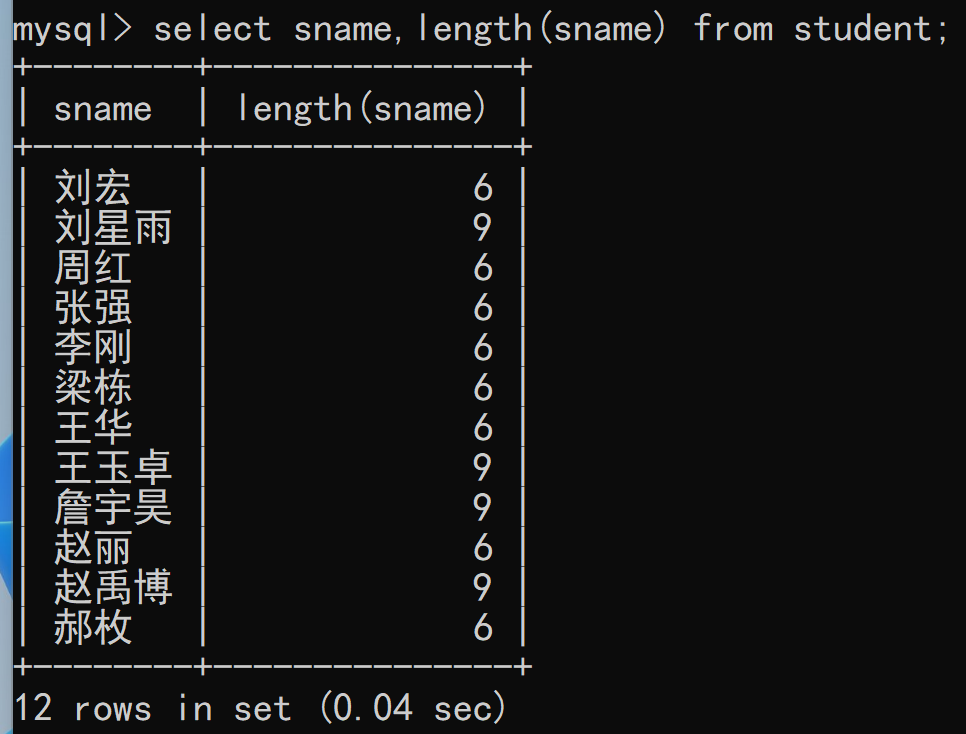 mysql> select sname,length(sname) from student;
+--------+---------------+
| sname  | length(sname) |
+--------+---------------+
| 刘宏   |             6 |
| 刘星雨 |             9 |
| 周红   |             6 |
| 张强   |             6 |
| 李刚   |             6 |
| 梁栋   |             6 |
| 王华   |             6 |
| 王玉卓 |             9 |
| 詹宇昊 |             9 |
| 赵丽   |             6 |
| 赵禹博 |             9 |
| 郝枚   |             6 |
+--------+---------------+
12 rows in set (0.04 sec)